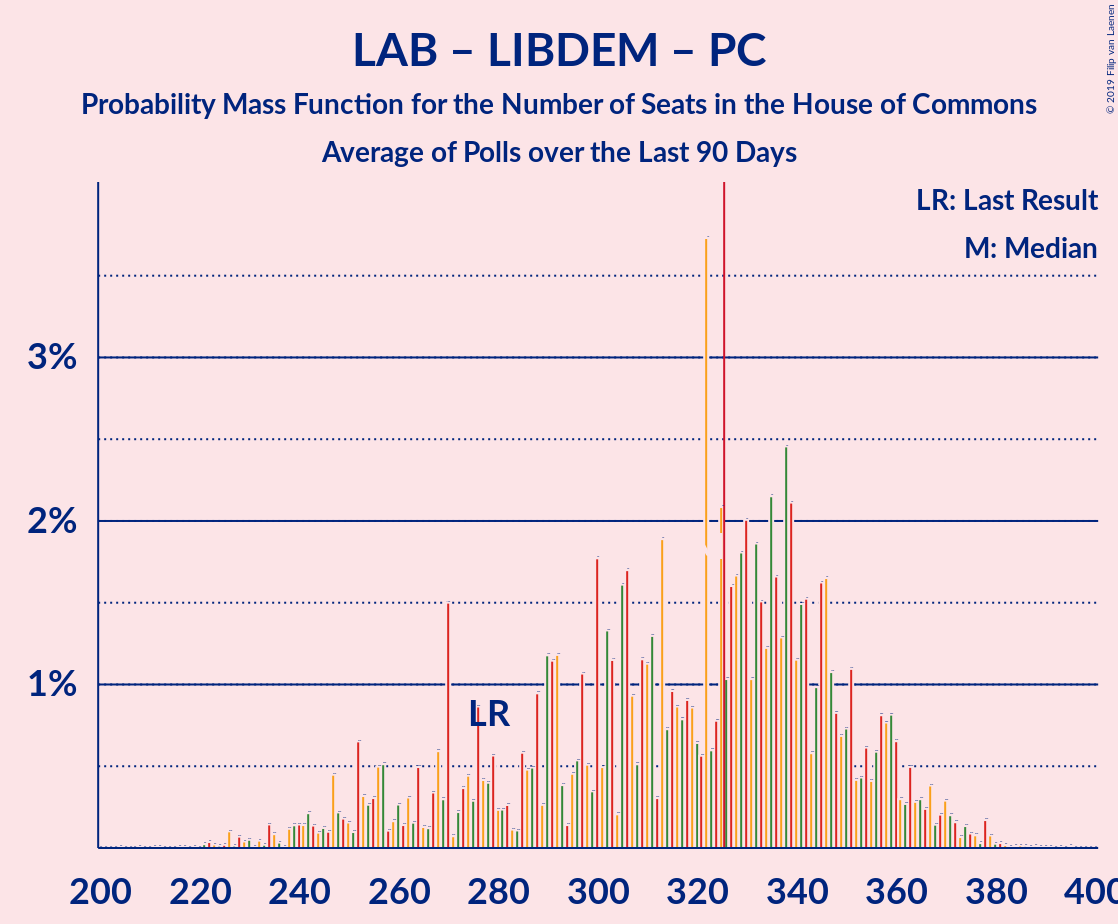 LAB – LIBDEM – PC
Probability Mass Function for the Number of Seats in the House of Commons
Average of Polls over the Last 90 Days
© 2019 Filip van Laenen
LR: Last Result
M: Median
3%
2%
1%
LR
200 220 240 260 280 300 320 340 360 380 400